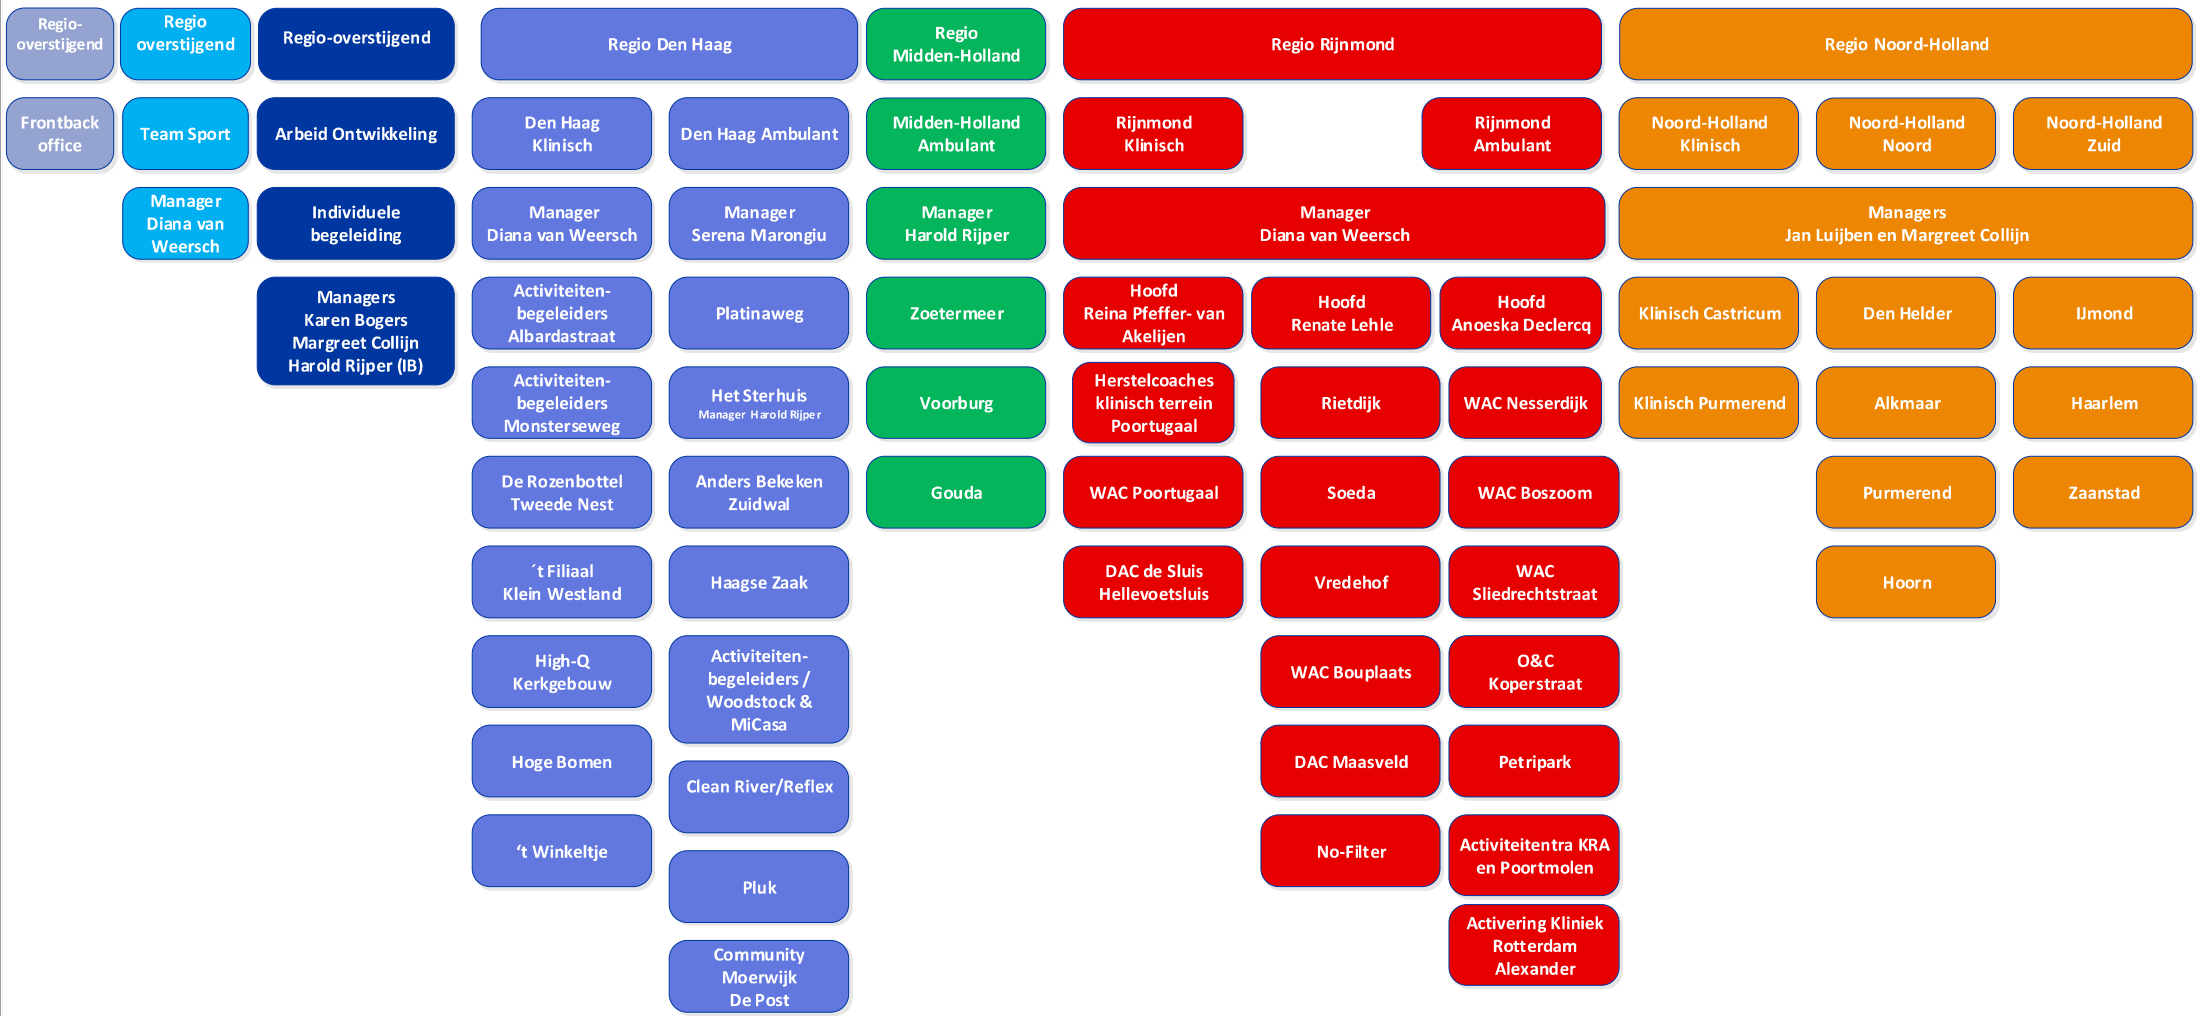 Regio-
overstijgend
Regio
overstijgend
Regio-overstijgend
Regio Den Haag
Regio
Midden-Holland
Regio Rijnmond
Regio Noord-Holland
Frontback
office
Team Sport
Arbeid Ontwikkeling
Den Haag
Klinisch
Den Haag Ambulant
Midden-Holland
Ambulant
Rijnmond
Klinisch
Rijnmond
Ambulant
Noord-Holland
Klinisch
Noord-Holland
Noord
Noord-Holland
Zuid
Manager
Diana van
Weersch
Individuele
begeleiding
Manager
Diana van Weersch
Manager
Serena Marongiu
Manager
Harold Rijper
Manager
Diana van Weersch
Managers
Jan Luijben en Margreet Collijn
Managers
Karen Bogers
Margreet Collijn
Harold Rijper (IB)
Activiteiten-
begeleiders
Albardastraat
Platinaweg
Zoetermeer
Hoofd
Reina Pfeffer- van
Akelijen
Hoofd
Renate Lehle
Hoofd
Anoeska Declercq
Klinisch Castricum
Den Helder
IJmond
Activiteiten-
begeleiders
Monsterseweg
Het Sterhuis
Manager Harold Rijper
Voorburg
Herstelcoaches
klinisch terrein
Poortugaal
Rietdijk
WAC Nesserdijk
Klinisch Purmerend
Alkmaar
Haarlem
De Rozenbottel
Tweede Nest
Anders Bekeken
Zuidwal
Gouda
WAC Poortugaal
Soeda
WAC Boszoom
Purmerend
Zaanstad
´t Filiaal
Klein Westland
Haagse Zaak
DAC de Sluis
Hellevoetsluis
Vredehof
WAC
Sliedrechtstraat
Hoorn
High-Q
Kerkgebouw
Activiteiten-
begeleiders /
Woodstock &
MiCasa
WAC Bouplaats
O&C
Koperstraat
Hoge Bomen
Clean River/Reflex
DAC Maasveld
Petripark
‘t Winkeltje
Pluk
No-Filter
Activiteitentra KRA
en Poortmolen
Community
Moerwijk
De Post
Activering Kliniek
Rotterdam
Alexander